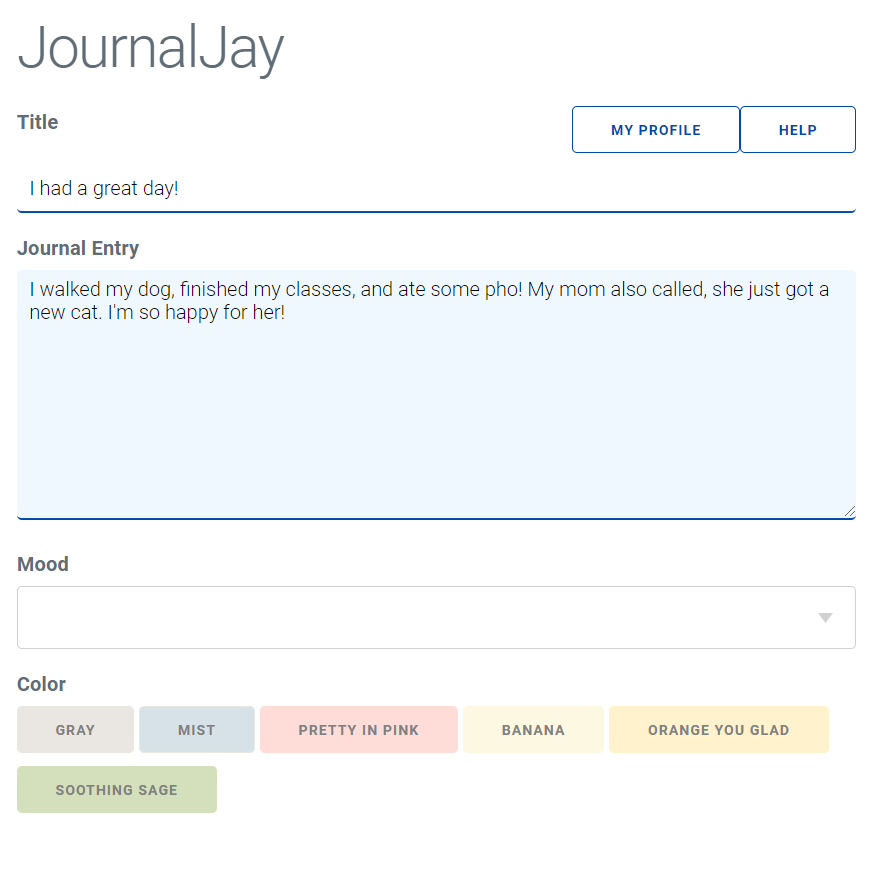 JournalJay
Title
MY PROFILE
HELP
I had a great day!
Journal Entry
I walked my dog, finished my classes, and ate some pho! My mom also called, she just got a
new cat. I'm so happy for her!
Mood
Color
GRAY
MIST
PRETTY IN PINK
BANANA
ORANGE YOU GLAD
SOOTHING SAGE